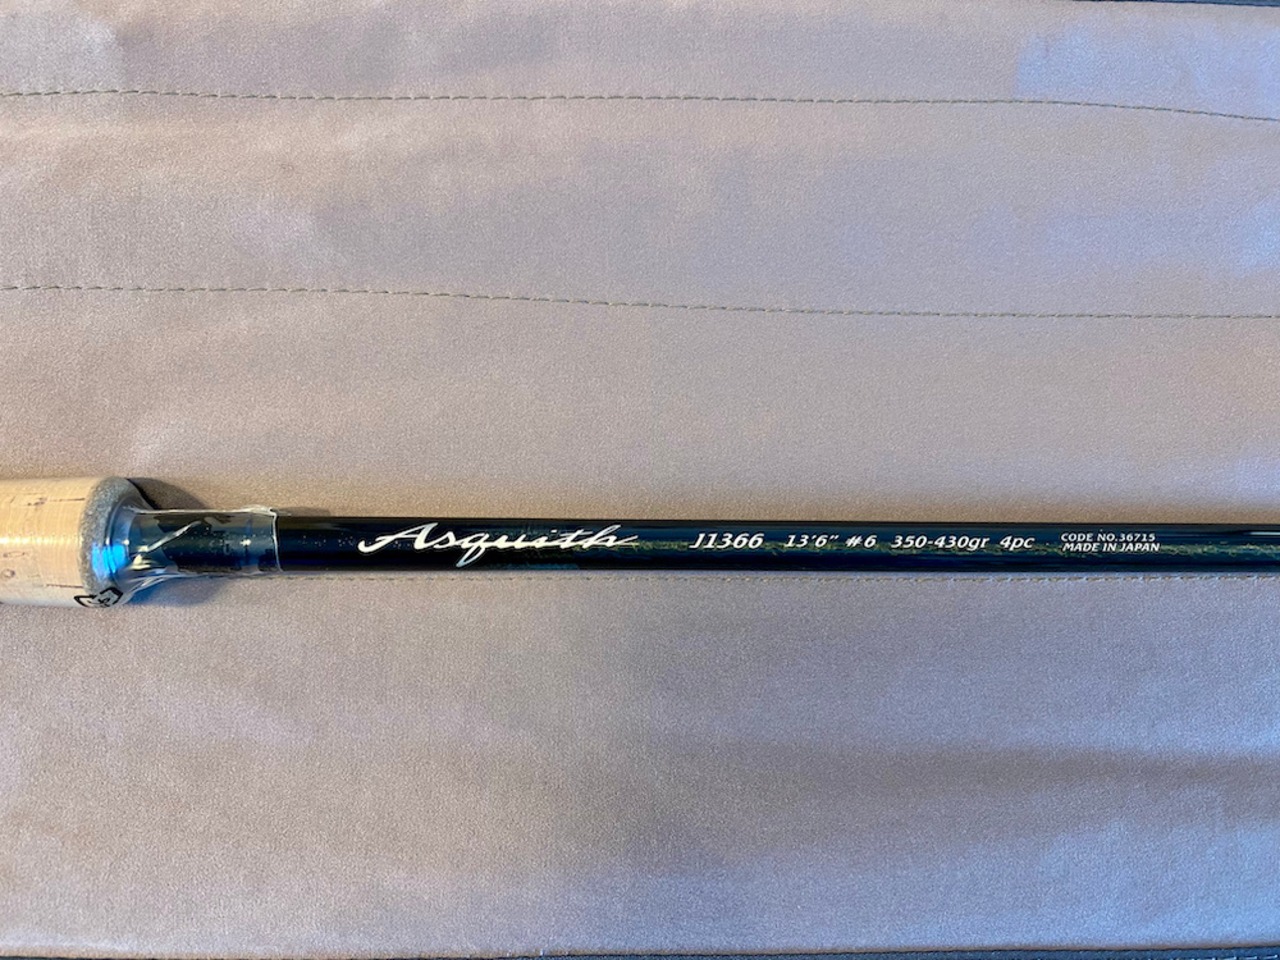 Asquith J1366 13'6” #6 350-430gr 4pc
CODE NO.36715
MADE IN JAPAN